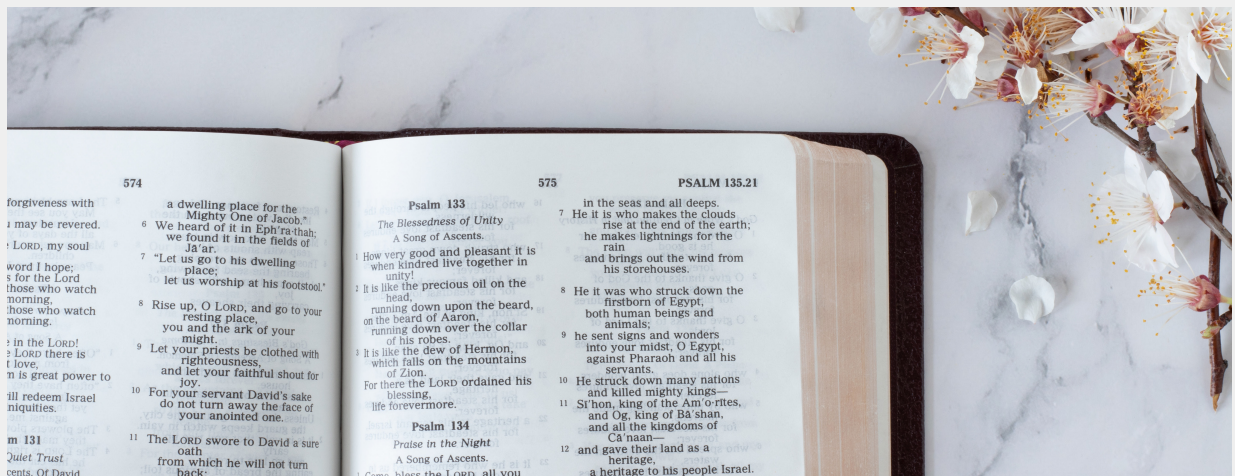 574
forgiveness with
may be revered.
LORD, my soul
word I hope;
s for the Lord
those who watch
morning,
those who watch
morning.
e in the LORD!
e LORD there is
t love,
m is great power to
ill redeem Israel
niquities.
m 131
Quiet Trust
cents. Of David
a dwelling place for the
Mighty One of Jacob."
6 We heard of it in Eph′ra·thah;
we found it in the fields of
Jā′ar.
7 "Let us go to his dwelling
place;
let us worship at his footstool."
8 Rise up, O LORD, and go to your
resting place,
you and the ark of your
might.
9 Let your priests be clothed with
righteousness,
and let your faithful shout for
joy.
10 For your servant David's sake
do not turn away the face of
your anointed one.
11 The LORD swore to David a sure
oath
from which he will not turn
back:
575
PSALM 135.21
Psalm 133
The Blessedness of Unity
A Song of Ascents.
1 How very good and pleasant it is
when kindred live together in
unity!
2 It is like the precious oil on the
head,
running down upon the beard,
on the beard of Aaron,
running down over the collar
of his robes.
3 It is like the dew of Hermon,
which falls on the mountains
of Zion.
For there the LORD ordained his
blessing,
life forevermore.
Psalm 134
Praise in the Night
A Song of Ascents.
1 Come, bless the LORD, all you
in the seas and all deeps.
7 He it is who makes the clouds
rise at the end of the earth;
he makes lightnings for the
rain
and brings out the wind from
his storehouses.
8 He it was who struck down the
firstborn of Egypt,
both human beings and
animals;
9 he sent signs and wonders
into your midst, O Egypt,
against Pharaoh and all his
servants.
10 He struck down many nations
and killed mighty kings—
11 Sī′hon, king of the Am′o·rītes,
and Og, king of Bā′shan,
and all the kingdoms of
Cā′naan—
12 and gave their land as a
heritage,
a heritage to his people Israel.